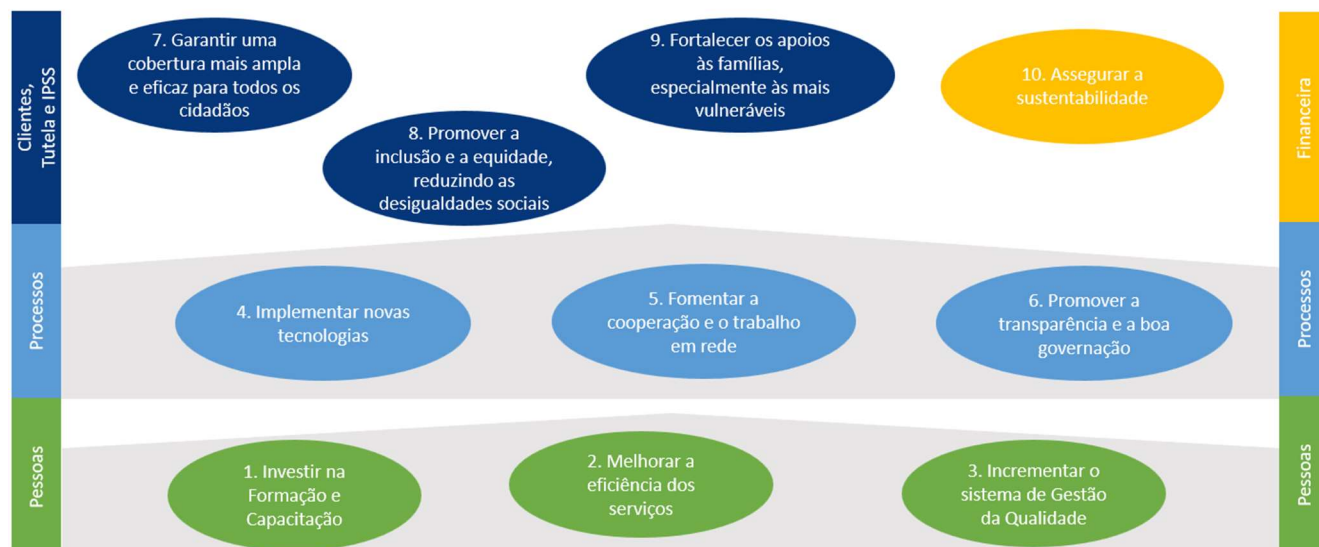 Clientes,
Tutela e IPSS
7. Garantir uma
cobertura mais ampla
e eficaz para todos os
cidadãos
8. Promover a
inclusão e a equidade,
reduzindo as
desigualdades sociais
9. Fortalecer os apoios
às famílias,
especialmente às mais
vulneráveis
10. Assegurar a
sustentabilidade
Financeira
Processos
4. Implementar novas
tecnologias
5. Fomentar a
cooperação e o trabalho
em rede
6. Promover a
transparência e a boa
governação
Processos
Pessoas
1. Investir na
Formação e
Capacitação
2. Melhorar a
eficiência dos
serviços
3. Incrementar o
sistema de Gestão
da Qualidade
Pessoas